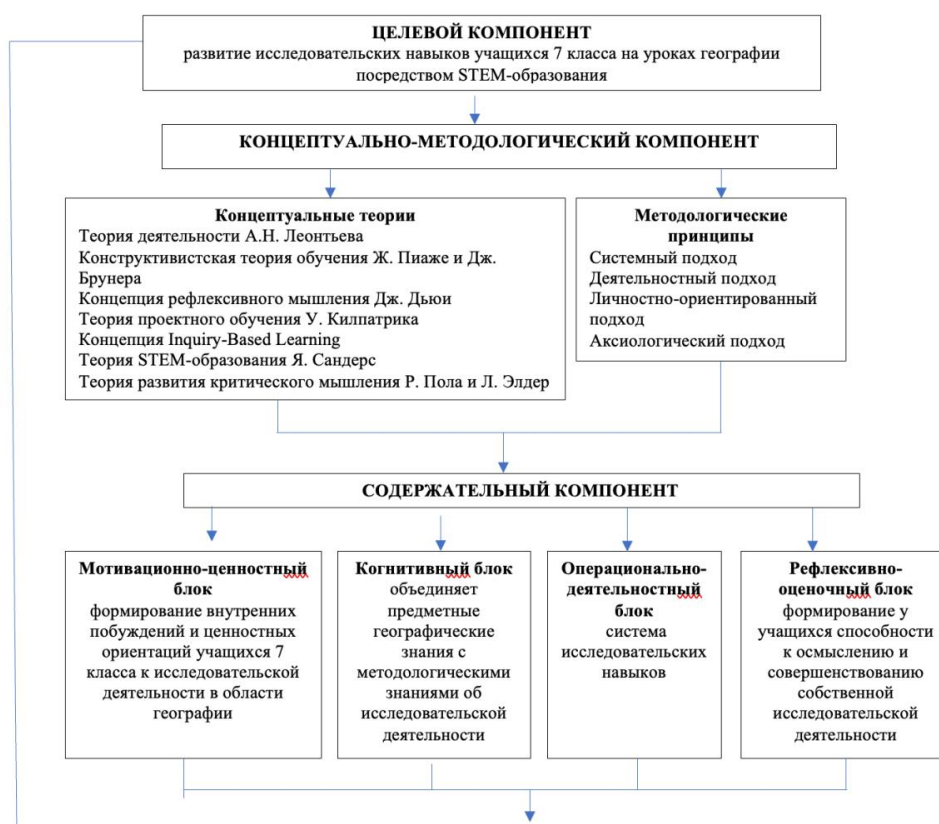 ЦЕЛЕВОЙ КОМПОНЕНТ
развитие исследовательских навыков учащихся 7 класса на уроках географии
посредством STEM-образования
КОНЦЕПТУАЛЬНО-МЕТОДОЛОГИЧЕСКИЙ КОМПОНЕНТ
Концептуальные теории
Теория деятельности А.Н. Леонтьева
Конструктивистская теория обучения Ж. Пиаже и Дж.
Брунера
Концепция рефлексивного мышления Дж. Дьюи
Теория проектного обучения У. Килпатрика
Концепция Inquiry-Based Learning
Теория STEM-образования Я. Сандерс
Теория развития критического мышления Р. Пола и Л. Элдер
Методологические
принципы
Системный подход
Деятельностный подход
Личностно-ориентированный
подход
Аксиологический подход
СОДЕРЖАТЕЛЬНЫЙ КОМПОНЕНТ
Мотивационно-ценностный
блок
формирование внутренних
побуждений и ценностных
ориентаций учащихся 7
класса к исследовательской
деятельности в области
географии
Когнитивный блок
объединяет
предметные
географические
знания с
методологическими
знаниями об
исследовательской
деятельности
Операционально-
деятельностный
блок
система
исследовательских
навыков
Рефлексивно-
оценочный блок
формирование у
учащихся способности
к осмыслению и
совершенствованию
собственной
исследовательской
деятельности